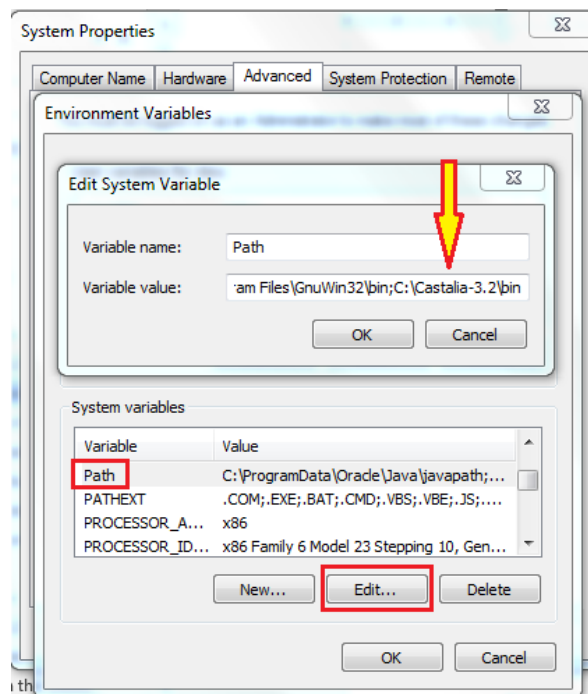 System Properties
Computer Name Hardware Advanced System Protection Remote
Environment Variables
Edit System Variable
Variable name: Path
Variable value: ram Files\GnuWin32\bin;C:\Castalia-3.2\bin
OK Cancel
System variables
Variable Value
Path C:\ProgramData\Oracle\Java\javapath;...
PATHEXT .COM;.EXE;.BAT;.CMD;.VBS;.VBE;.JS;....
PROCESSOR_A... x86
PROCESSOR_ID... x86 Family 6 Model 23 Stepping 10, Gen...
New... Edit... Delete
OK Cancel
th